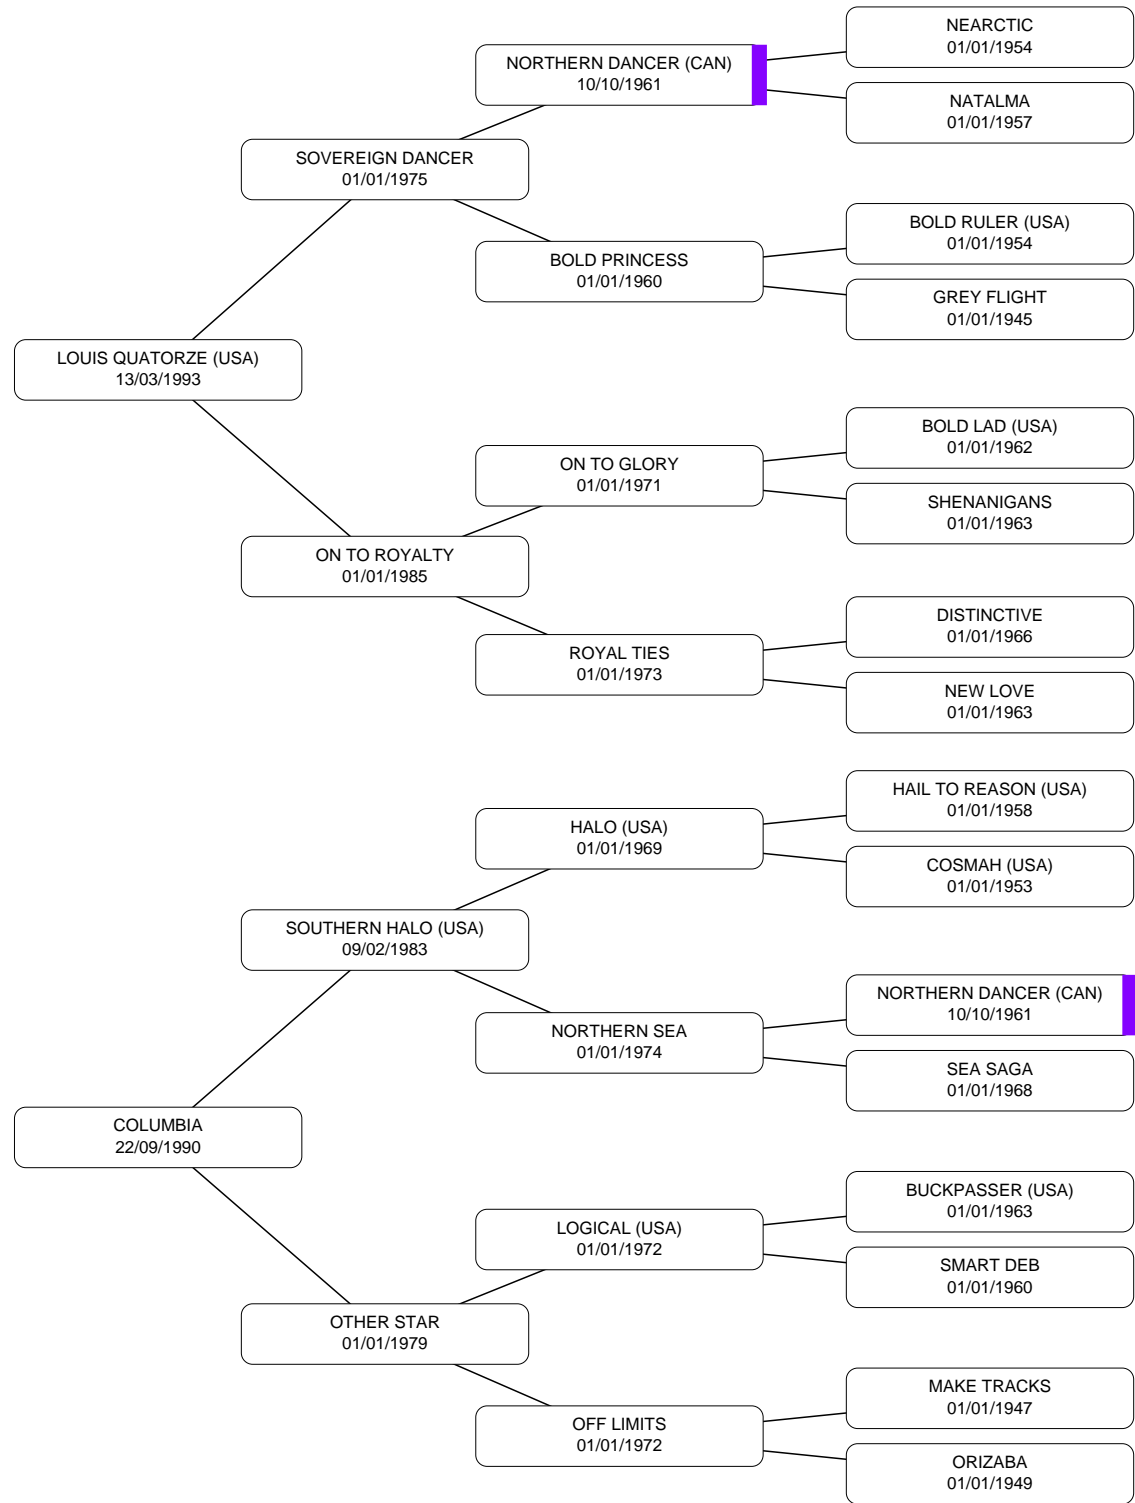 NEARCTIC
01/01/1954
NORTHERN DANCER (CAN)
10/10/1961
NATALMA
01/01/1957
SOVEREIGN DANCER
01/01/1975
BOLD RULER (USA)
01/01/1954
BOLD PRINCESS
01/01/1960
GREY FLIGHT
01/01/1945
LOUIS QUATORZE (USA)
13/03/1993
BOLD LAD (USA)
01/01/1962
ON TO GLORY
01/01/1971
SHENANIGANS
01/01/1963
ON TO ROYALTY
01/01/1985
DISTINCTIVE
01/01/1966
ROYAL TIES
01/01/1973
NEW LOVE
01/01/1963
HAIL TO REASON (USA)
01/01/1958
HALO (USA)
01/01/1969
COSMAH (USA)
01/01/1953
SOUTHERN HALO (USA)
09/02/1983
NORTHERN DANCER (CAN)
10/10/1961
NORTHERN SEA
01/01/1974
SEA SAGA
01/01/1968
COLUMBIA
22/09/1990
BUCKPASSER (USA)
01/01/1963
LOGICAL (USA)
01/01/1972
SMART DEB
01/01/1960
OTHER STAR
01/01/1979
MAKE TRACKS
01/01/1947
OFF LIMITS
01/01/1972
ORIZABA
01/01/1949